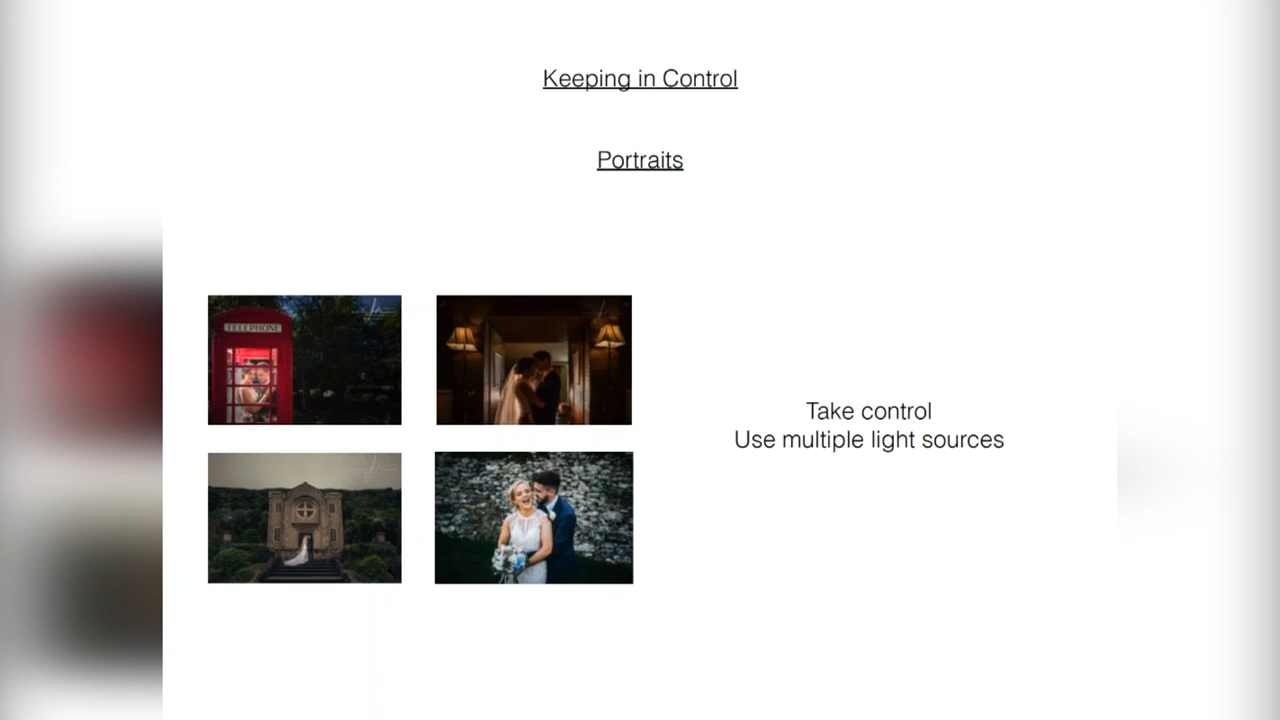 Keeping in Control
Portraits
TELEPHONE
Take control
Use multiple light sources